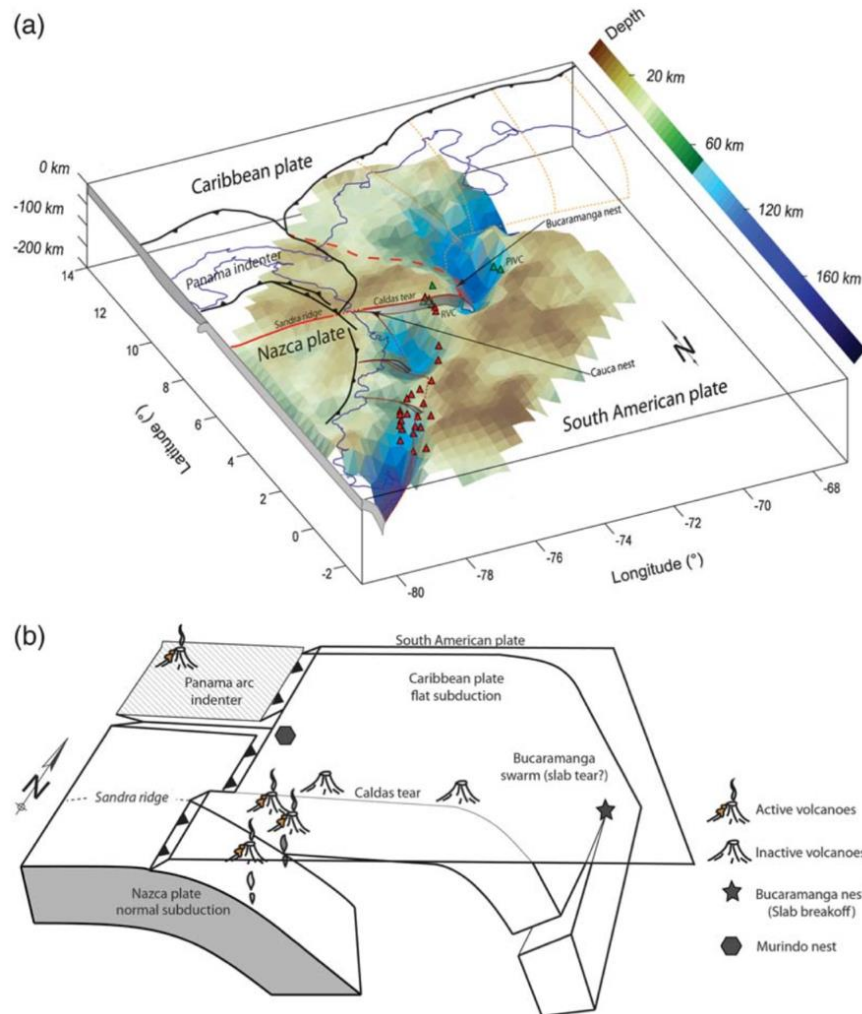 (a)
Depth
20 km
60 km
120 km
160 km
0 km
-100 km
-200 km
Caribbean plate
Bucaramanga nest
PIVC
Panama indenter
Caldas tear
RVC
Sandra ridge
Nazca plate
Cauca nest
N
South American plate
14
12
10
8
6
4
2
0
-2
Latitude (°)
-80
-78
-76
-74
-72
-70
-68
Longitude (°)
(b)
South American plate
Panama arc
indenter
Caribbean plate
flat subduction
N
Bucaramanga
swarm (slab tear?)
Sandra ridge
Caldas tear
Nazca plate
normal subduction
Active volcanoes
Inactive volcanoes
Bucaramanga nes
(Slab breakoff)
Murindo nest